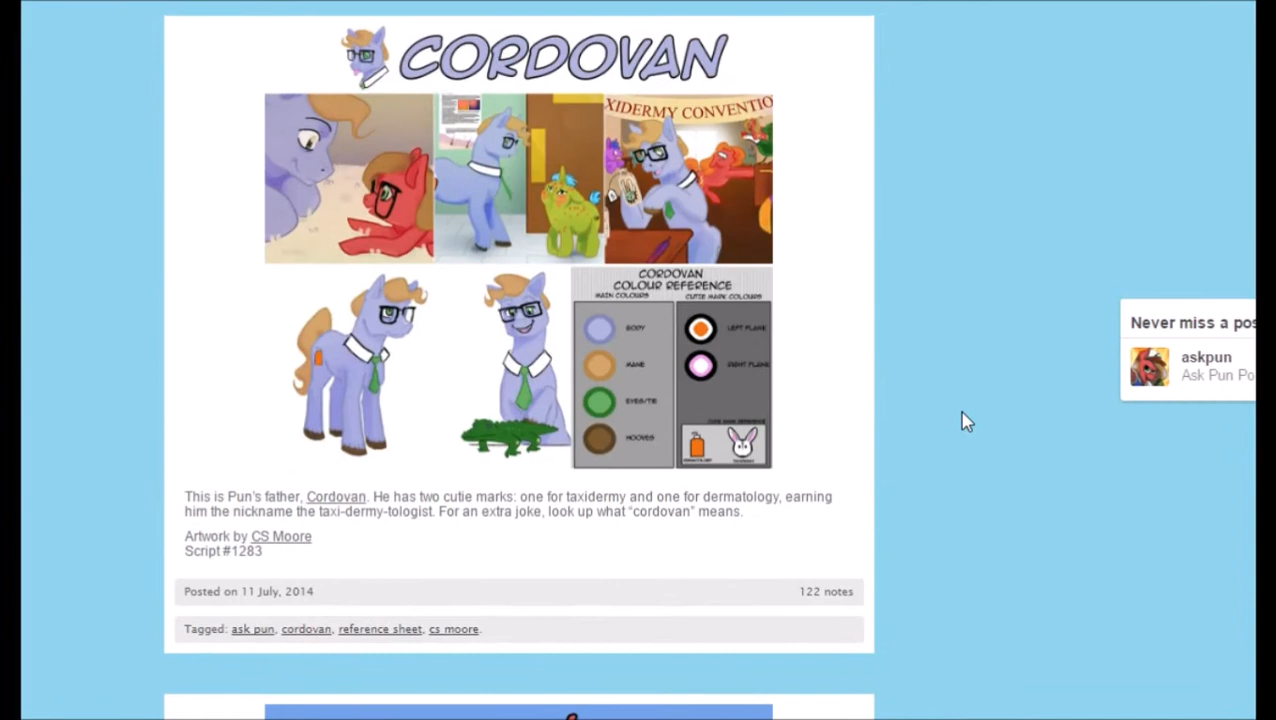 CORDOVAN
XIDERMY CONVENTIO
CORDOVAN
COLOUR REFERENCE
MAIN COLOURS
CUTIE MARK COLOURS
BODY
LEFT FLANK
MANE
RIGHT FLANK
EYES/TIE
HOOVES
CUTIE MARK REFERENCE
Never miss a pos
askpun
Ask Pun Po
This is Pun's father, Cordovan. He has two cutie marks: one for taxidermy and one for dermatology, earning
him the nickname the taxi-dermy-tologist. For an extra joke, look up what “cordovan” means.
Artwork by CS Moore
Script #1283
Posted on 11 July, 2014
122 notes
Tagged: ask pun, cordovan, reference sheet, cs moore.